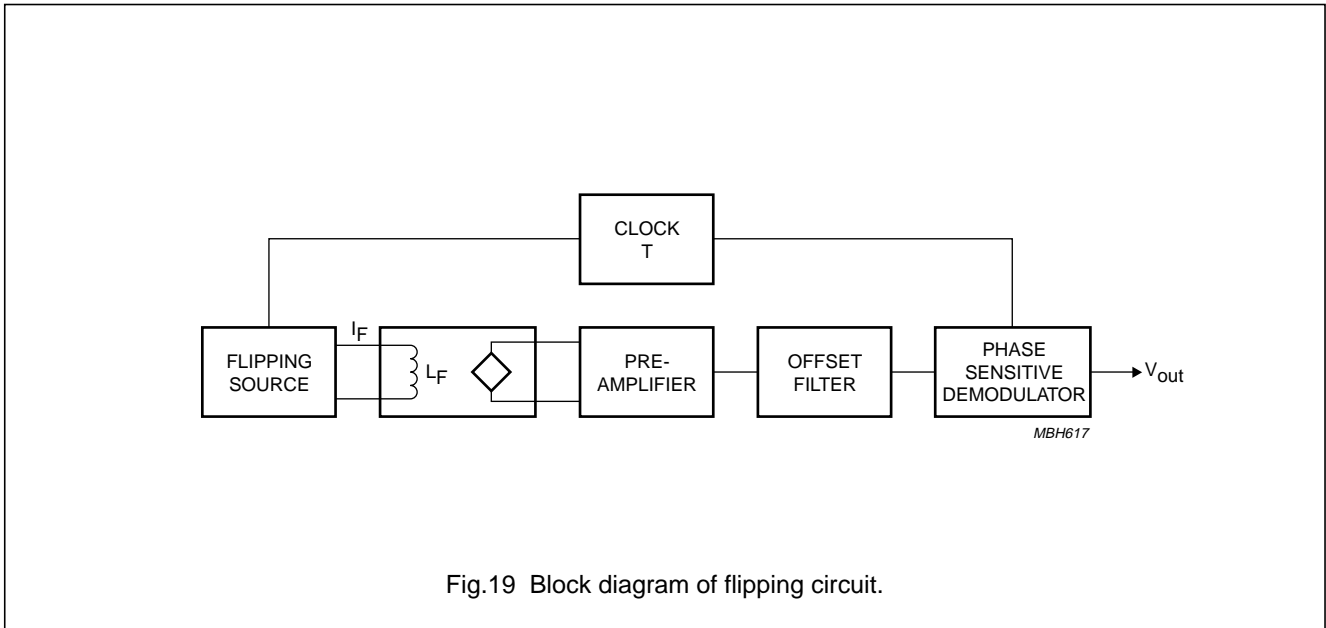 CLOCK
T
FLIPPING
SOURCE
IF
LF
PRE-
AMPLIFIER
OFFSET
FILTER
PHASE
SENSITIVE
DEMODULATOR
Vout
MBH617
Fig.19 Block diagram of flipping circuit.